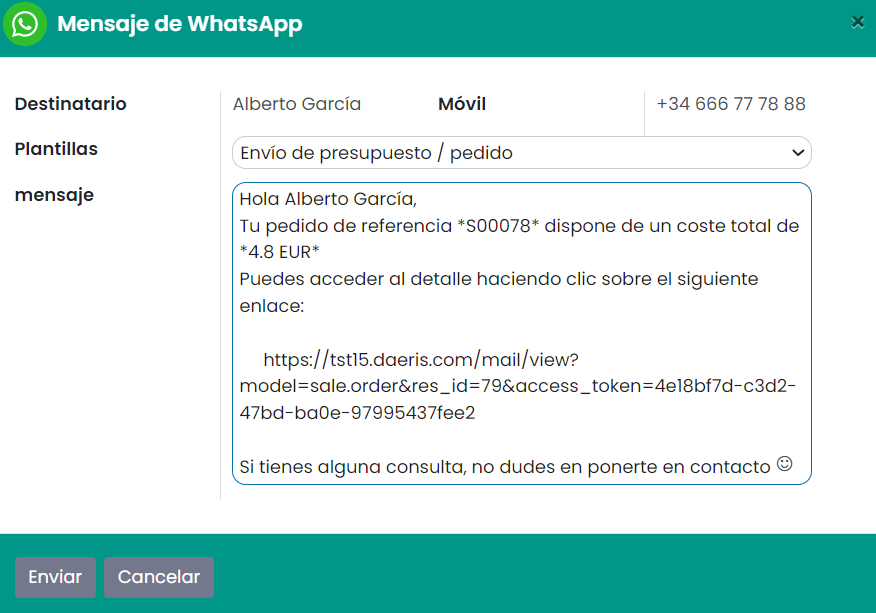 Mensaje de WhatsApp
×
Destinatario Alberto García Móvil +34 666 77 78 88
Plantillas Envío de presupuesto / pedido
mensaje
Hola Alberto García,
Tu pedido de referencia *S00078* dispone de un coste total de
*4.8 EUR*
Puedes acceder al detalle haciendo clic sobre el siguiente
enlace:
https://tst15.daeris.com/mail/view?
model=sale.order&res_id=79&access_token=4e18bf7d-c3d2-
47bd-ba0e-97995437fee2
Si tienes alguna consulta, no dudes en ponerte en contacto ☺
Enviar Cancelar